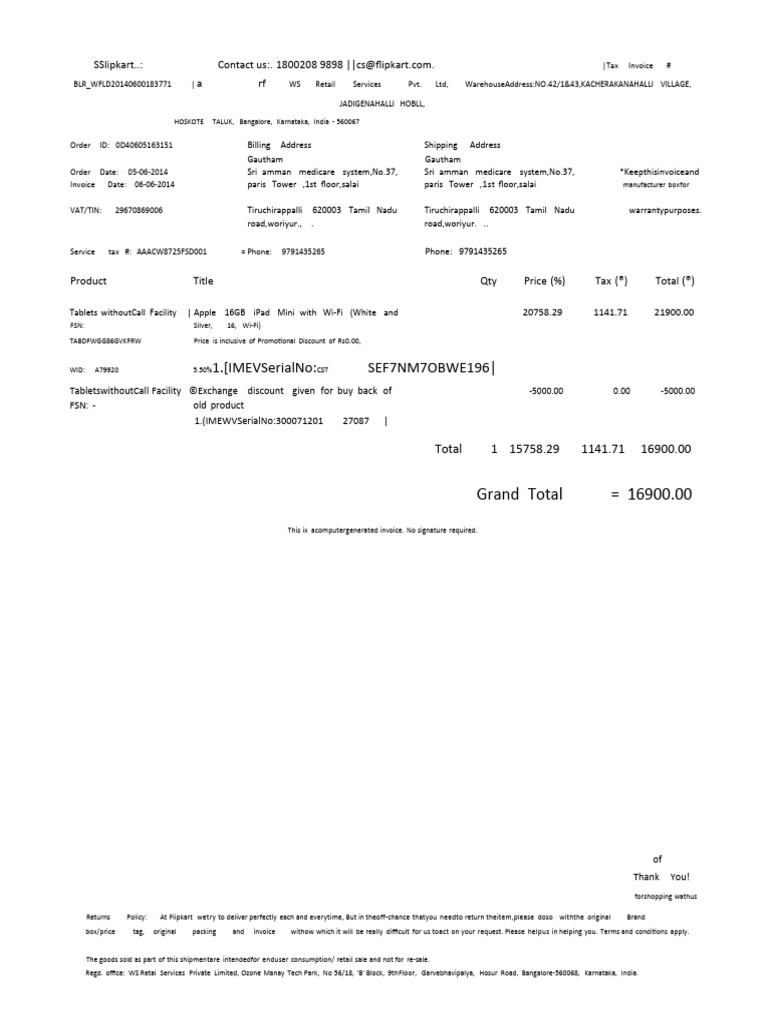 SSlipkart..: Contact us:. 1800208 9898 ||cs@flipkart.com. |Tax Invoice #
BLR_WFLD20140600183771 | a rf WS Retail Services Pvt. Ltd, WarehouseAddress:NO.42/1&43,KACHERAKANAHALLI VILLAGE,
JADIGENAHALLI HOBLL,
HOSKOTE TALUK, Bangalore, Karnataka, India - 560067
Order ID: 0D40605163151 Billing Address Shipping Address
Gautham Gautham
Order Date: 05-06-2014 Sri amman medicare system,No.37, Sri amman medicare system,No.37, *Keepthisinvoiceand
Invoice Date: 06-06-2014 paris Tower ,1st floor,salai paris Tower ,1st floor,salai manufacturer boxfor
VAT/TIN: 29670869006 Tiruchirappalli 620003 Tamil Nadu Tiruchirappalli 620003 Tamil Nadu warrantypurposes.
road,woriyur., . road,woriyur. ..
Service tax #: AAACW8725FSD001 = Phone: 9791435265 Phone: 9791435265
Product Title Qty Price (%) Tax (®) Total (®)
Tablets withoutCall Facility | Apple 16GB iPad Mini with Wi-Fi (White and 20758.29 1141.71 21900.00
FSN: Silver, 16, Wi-Fi)
TABDFWGG86GVKFRW Price is inclusive of Promotional Discount of Rs0.00,
WID: A79920 5.50%1.[IMEVSerialNo:CST SEF7NM7OBWE196|
TabletswithoutCall Facility ©Exchange discount given for buy back of -5000.00 0.00 -5000.00
FSN: - old product
1.(IMEWVSerialNo:300071201 27087 |
Total 1 15758.29 1141.71 16900.00
Grand Total = 16900.00
This ix acomputergenerated invoice. No signature required.
of
Thank You!
forshopping wathus
Returns Policy: At Flipkart wetry to deliver perfectly each and everytime, But in theoff-chance thatyou needto return theitem,please doso withthe original Brand
box/price tag, original packing and invoice withow which it will be really difficult for us toact on your request. Please helpus in helping you. Terms and conditions apply.
The goods sold as part of this shipmentare intendedfor enduser consumption/ retail sale and not for re-sale.
Regd. office: WS Retai Services Private Limited, Ozone Manay Tech Park, No 56/18, 'B' Block, 9thFloor, Garvebhavipalya, Hosur Road, Bangalore-560068, Karnataka, India.